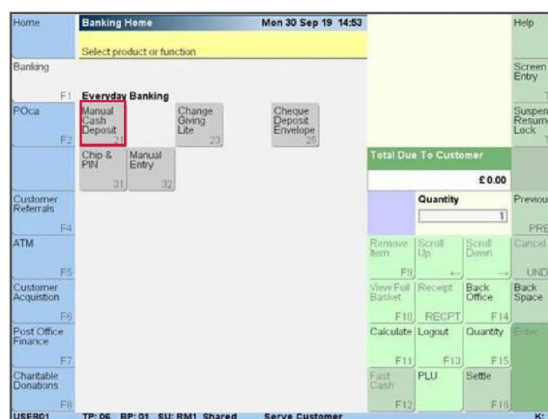 Home
Banking Home Mon 30 Sep 19 14:53
Help
Select product or function
Banking
F1
Screen
Entry
Everyday Banking
POca
F2
Manual
Cash
Deposit
21
Change
Giving
Lite
23
Cheque
Deposit
Envelope
25
Suspen
Resum
Lock
Chip &
PIN
31
Manual
Entry
32
Total Due To Customer
£0.00
Customer
Referrals
F4
Quantity
1
Previou
PRE
ATM
F5
Remove
Item
F9
Scroll
Up
←
Scroll
Down
→
Cancel
UND
Customer
Acquistion
F6
View Full
Basket
F10
Receipt
RECPT
Back
Office
F14
Back
Space
Post Office
Finance
F7
Calculate
F11
Logout
F13
Quantity
F15
Enter
Charitable
Donations
F8
Fast
Cash
F12
PLU
Settle
F16
USER01 TP: 06 BP: 01 SU: RM1 Shared Serve Customer K: